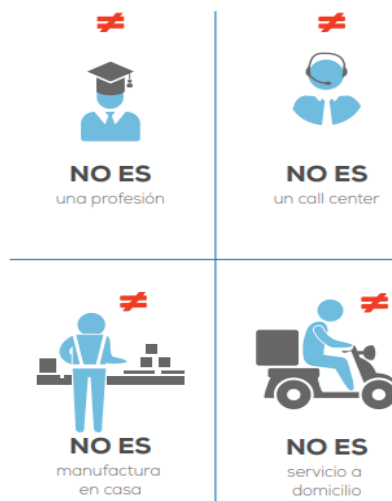 ≠
NO ES
una profesión
≠
NO ES
un call center
≠
NO ES
manufactura
en casa
≠
NO ES
servicio a
domicilio